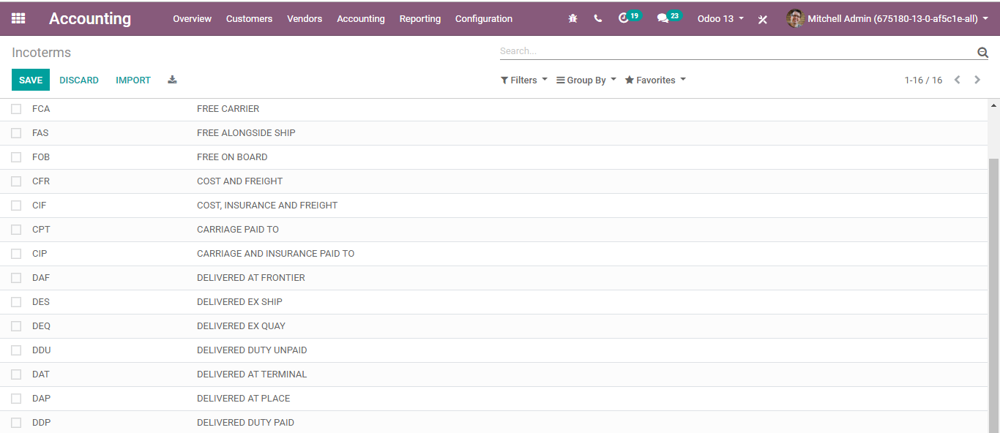 Accounting Overview Customers Vendors Accounting Reporting Configuration 19 23 Odoo 13 Mitchell Admin (675180-13-0-af5c1e-all)
Incoterms Search...
SAVE DISCARD IMPORT Filters Group By Favorites 1-16 / 16
FCA FREE CARRIER
FAS FREE ALONGSIDE SHIP
FOB FREE ON BOARD
CFR COST AND FREIGHT
CIF COST, INSURANCE AND FREIGHT
CPT CARRIAGE PAID TO
CIP CARRIAGE AND INSURANCE PAID TO
DAF DELIVERED AT FRONTIER
DES DELIVERED EX SHIP
DEQ DELIVERED EX QUAY
DDU DELIVERED DUTY UNPAID
DAT DELIVERED AT TERMINAL
DAP DELIVERED AT PLACE
DDP DELIVERED DUTY PAID